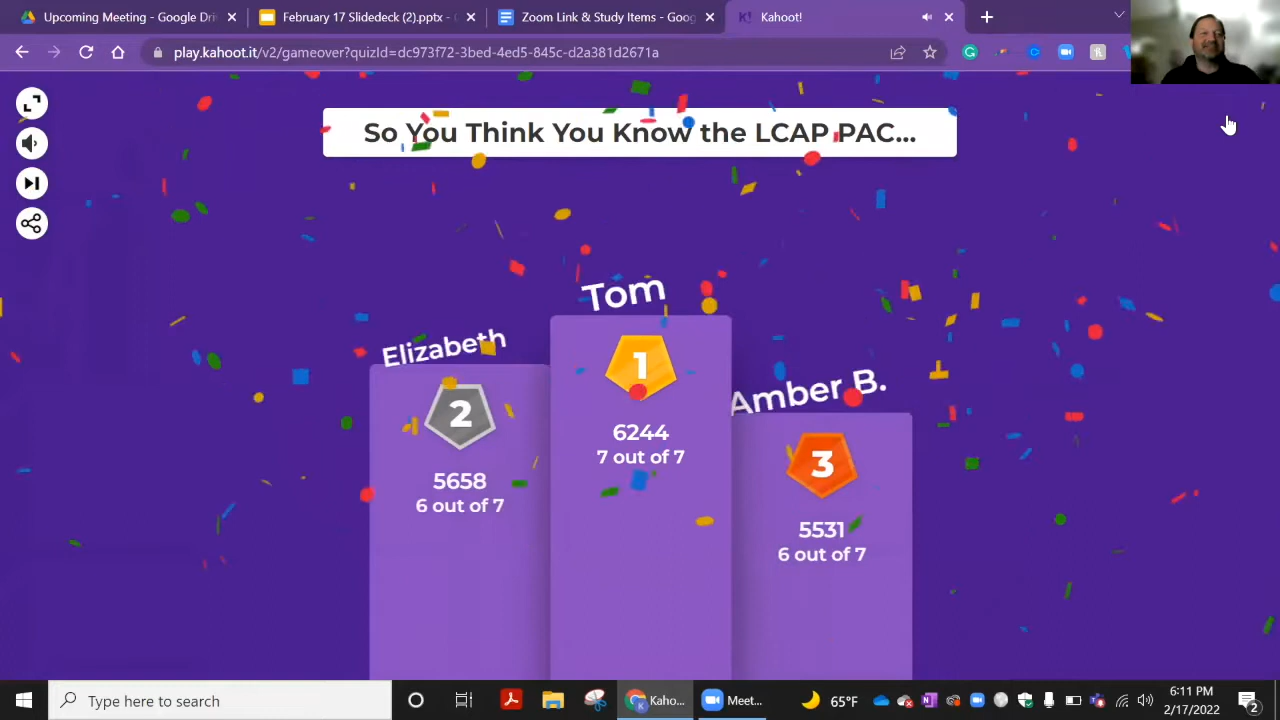 Upcoming Meeting - Google Dri
February 17 Slidedeck (2).pptx -
Zoom Link & Study Items - Goog
K! Kahoot!
play.kahoot.it/v2/gameover?quizId=dc973f72-3bed-4ed5-845c-d2a381d2671a
So You Think You Know the LCAP PAC...
Tom
1
6244
7 out of 7
Elizabeth
2
5658
6 out of 7
Amber B.
3
5531
6 out of 7
Type here to search
Kaho...
Meet...
65°F
6:11 PM
2/17/2022
2